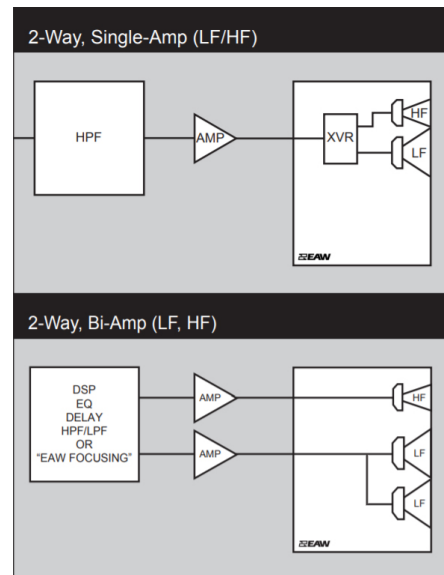 2-Way, Single-Amp (LF/HF)
HPF
AMP
XVR
HF
LF
EAW
2-Way, Bi-Amp (LF, HF)
DSP
EQ
DELAY
HPF/LPF
OR
"EAW FOCUSING"
AMP
AMP
HF
LF
LF
EAW